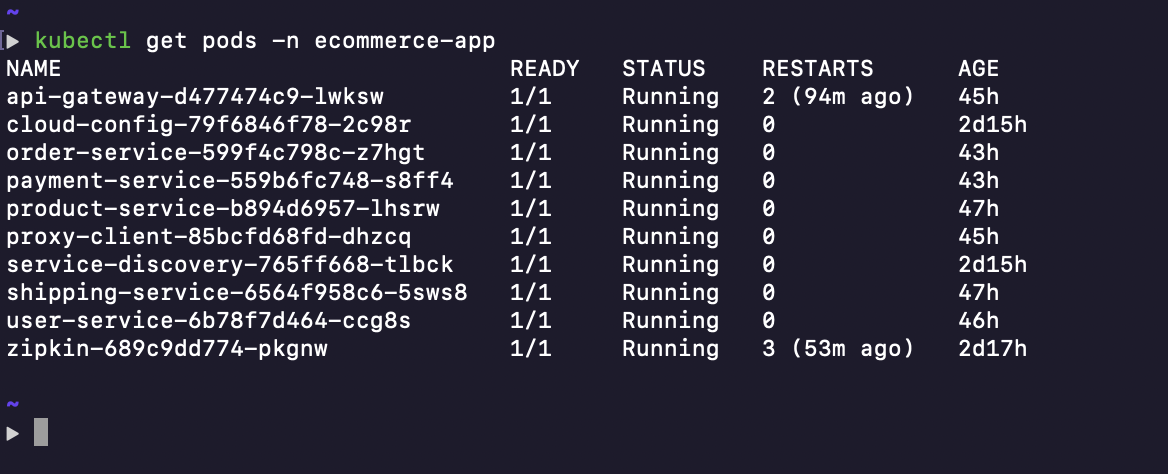 ~
▶ kubectl get pods -n ecommerce-app
NAME READY STATUS RESTARTS AGE
api-gateway-d477474c9-lwksw 1/1 Running 2 (94m ago) 45h
cloud-config-79f6846f78-2c98r 1/1 Running 0 2d15h
order-service-599f4c798c-z7hgt 1/1 Running 0 43h
payment-service-559b6fc748-s8ff4 1/1 Running 0 43h
product-service-b894d6957-lhsrw 1/1 Running 0 47h
proxy-client-85bcfd68fd-dhzcq 1/1 Running 0 45h
service-discovery-765ff668-tlbck 1/1 Running 0 2d15h
shipping-service-6564f958c6-5sws8 1/1 Running 0 47h
user-service-6b78f7d464-ccg8s 1/1 Running 0 46h
zipkin-689c9dd774-pkgnw 1/1 Running 3 (53m ago) 2d17h
~
▶